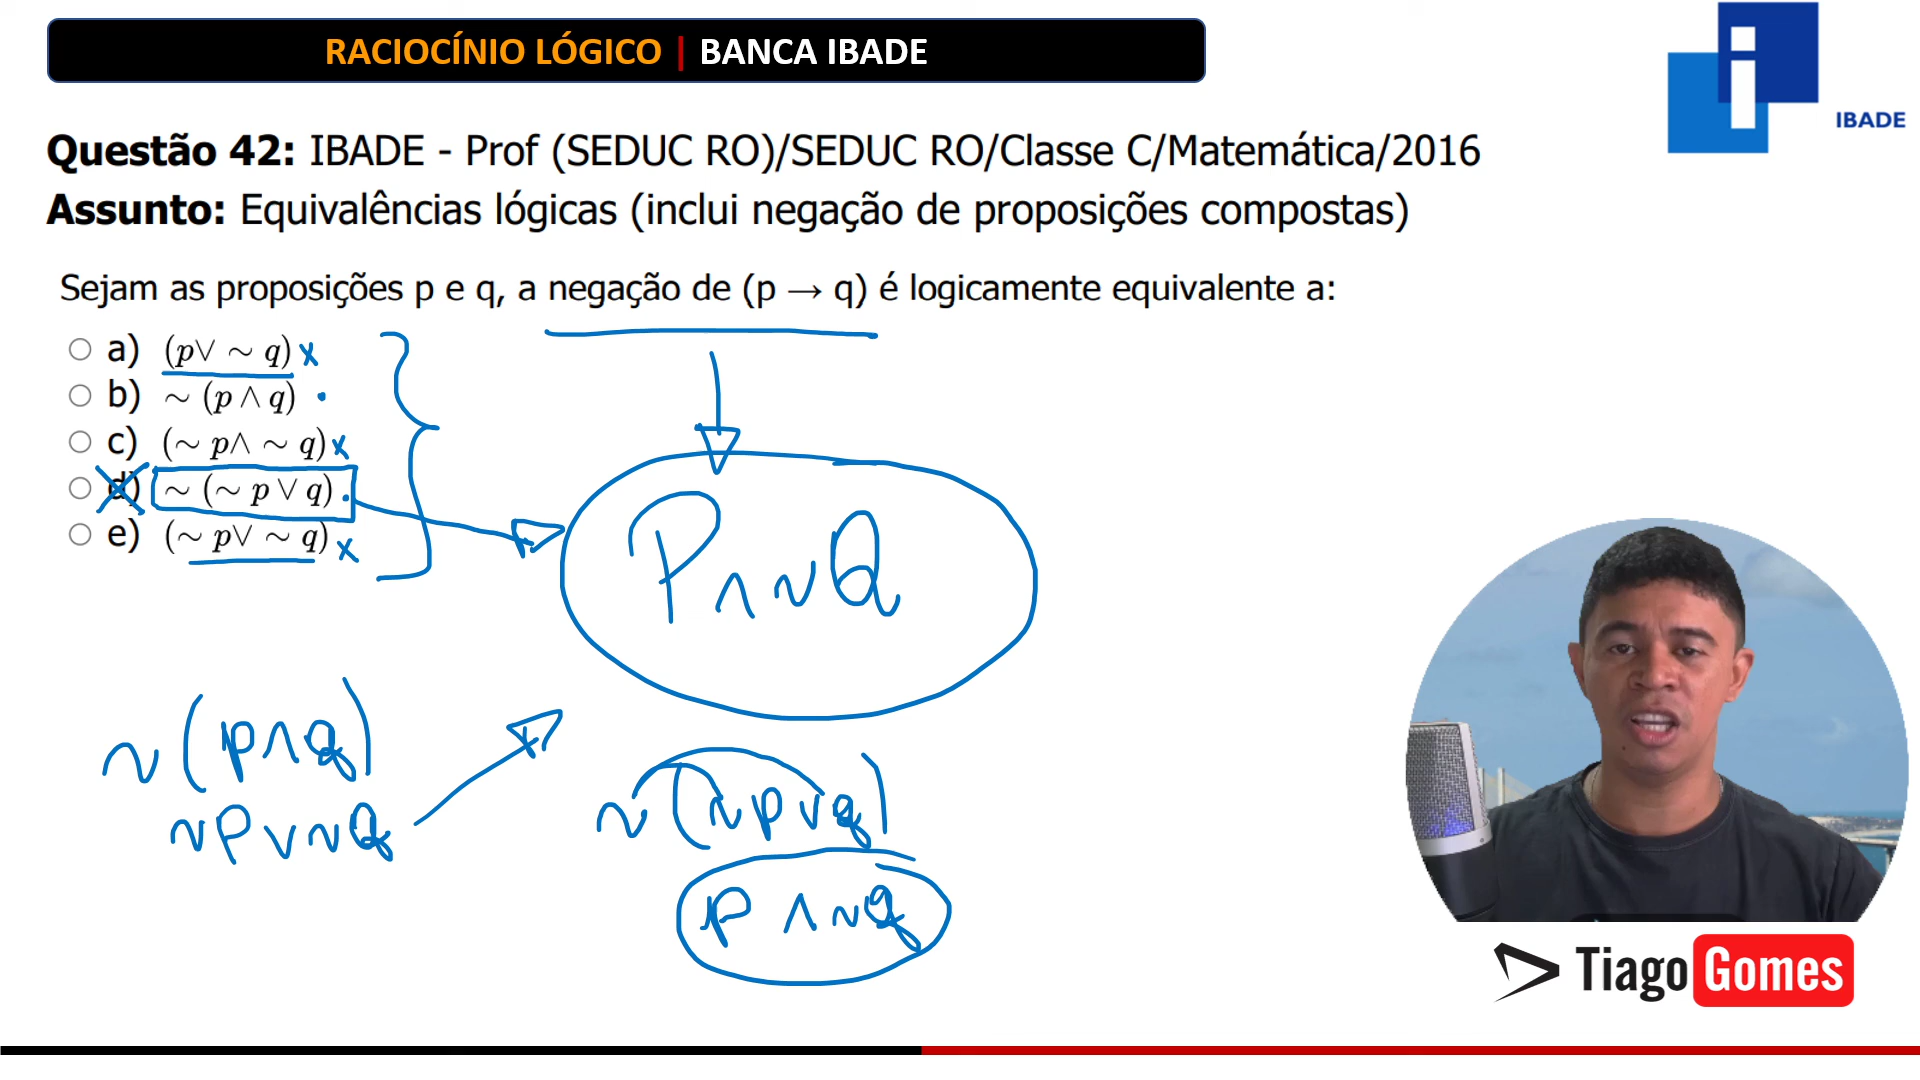 RACIOCÍNIO LÓGICO | BANCA IBADE
IBADE
Questão 42: IBADE - Prof (SEDUC RO)/SEDUC RO/Classe C/Matemática/2016
Assunto: Equivalências lógicas (inclui negação de proposições compostas)
Sejam as proposições p e q, a negação de (p → q) é logicamente equivalente a:
a) (p∨ ∼ q) x
b) ∼ (p ∧ q)
c) (∼ p∧ ∼ q) x
d) ∼ (∼ p ∨ q)
e) (∼ p∨ ∼ q) x
P ∧ ~Q
~(p∧q)
~P∨~Q
~(~p∨q)
p ∧ ~q
Tiago Gomes